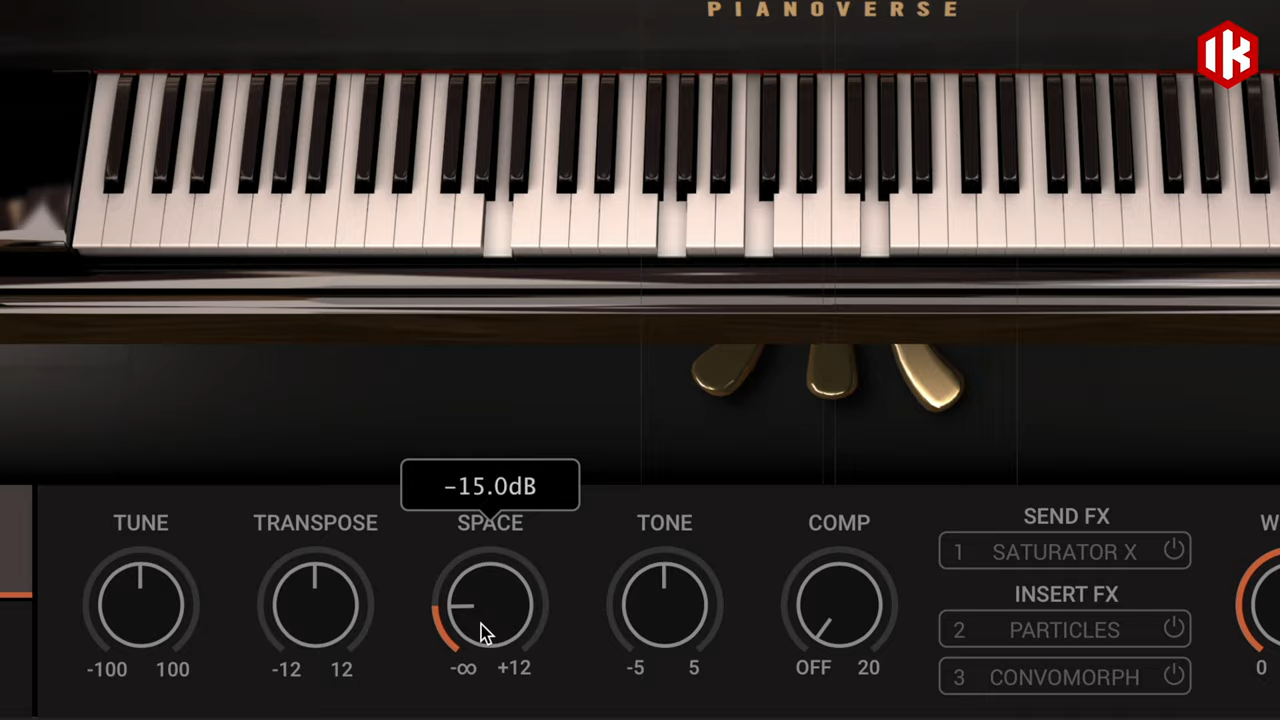 PIANOVERSE
IK
-15.0dB
TUNE
TRANSPOSE
SPACE
TONE
COMP
-100 100
-12 12
-∞ +12
-5 5
OFF 20
SEND FX
1 SATURATOR X
INSERT FX
2 PARTICLES
3 CONVOMORPH
W
0